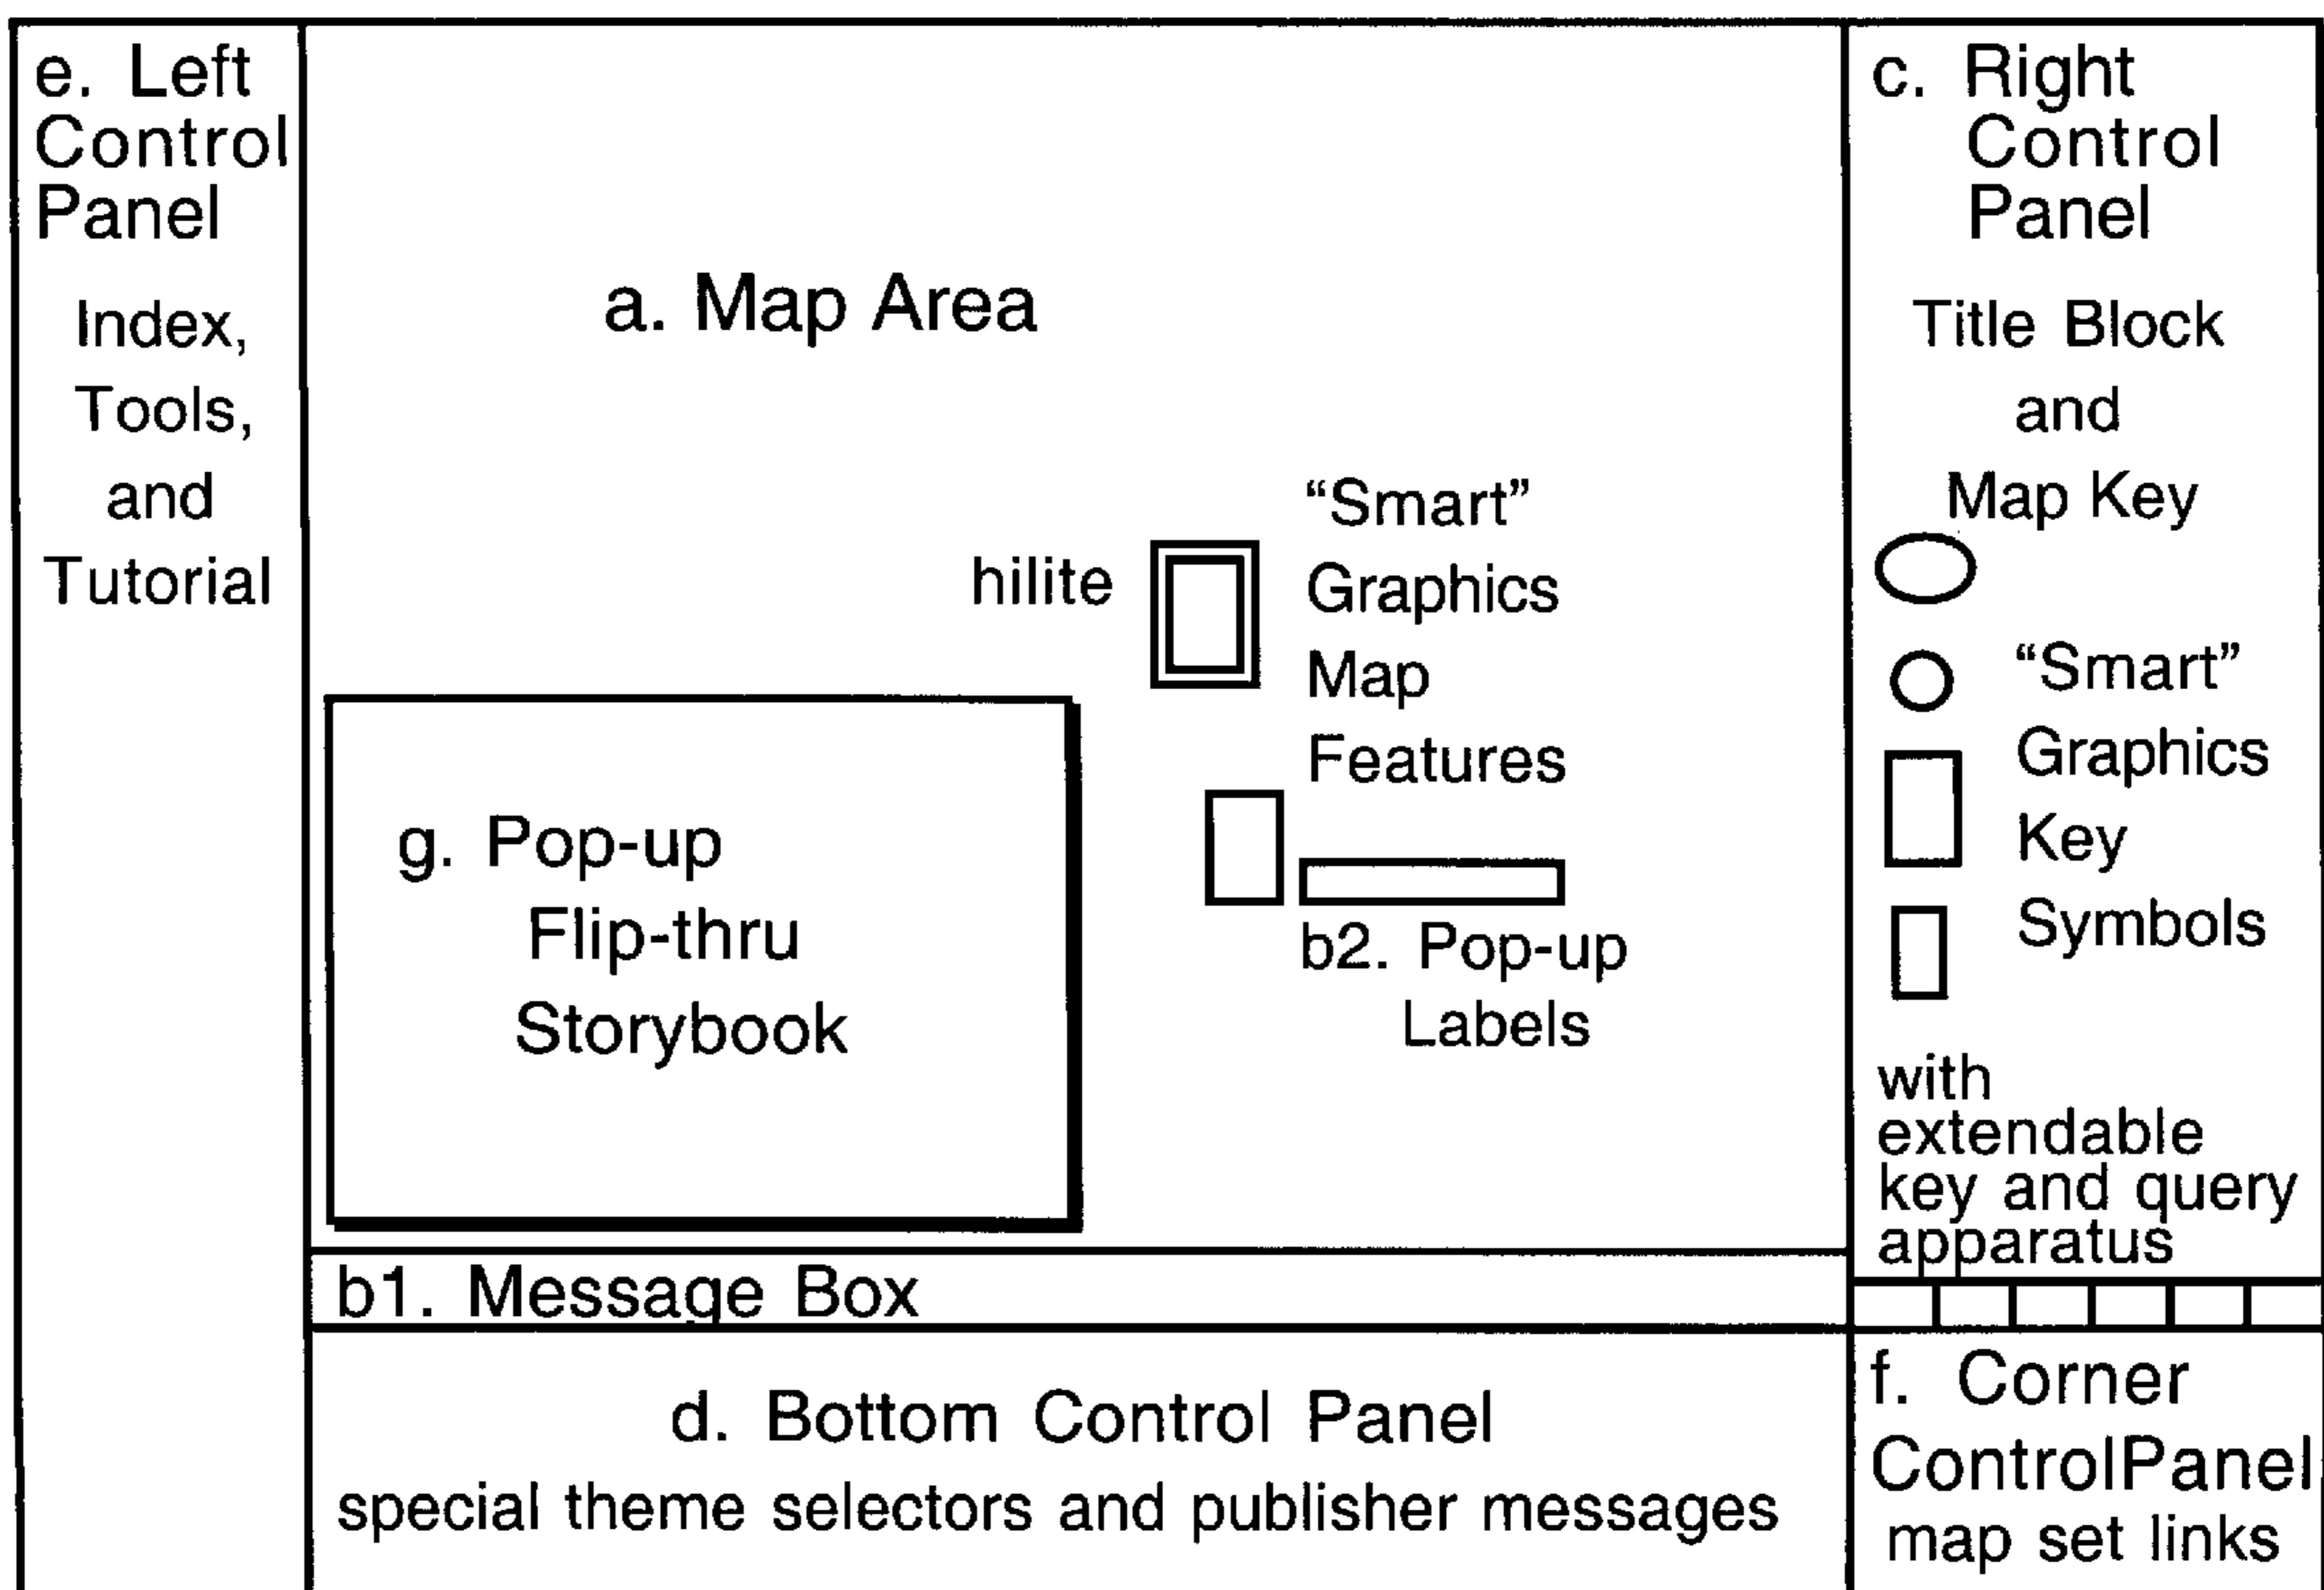 e. Left
Control
Panel
Index,
Tools,
and
Tutorial
a. Map Area
hilite
“Smart”
Graphics
Map
Features
b2. Pop-up
Labels
g. Pop-up
Flip-thru
Storybook
b1. Message Box
d. Bottom Control Panel
special theme selectors and publisher messages
c. Right
Control
Panel
Title Block
and
Map Key
“Smart”
Graphics
Key
Symbols
with
extendable
key and query
apparatus
f. Corner
ControlPanel
map set links